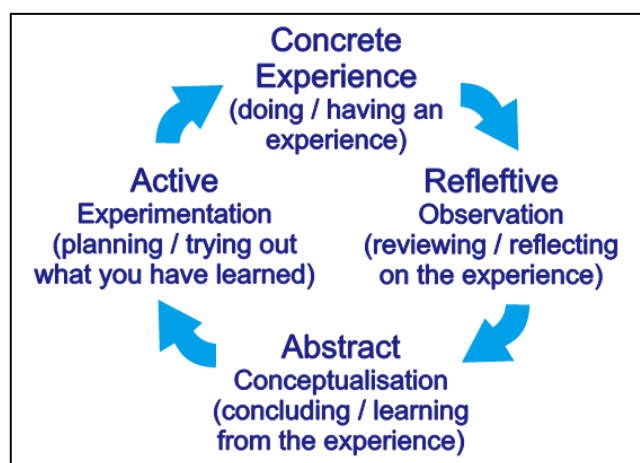 Concrete
Experience
(doing / having an
experience)
Refleftive
Observation
(reviewing / reflecting
on the experience)
Abstract
Conceptualisation
(concluding / learning
from the experience)
Active
Experimentation
(planning / trying out
what you have learned)